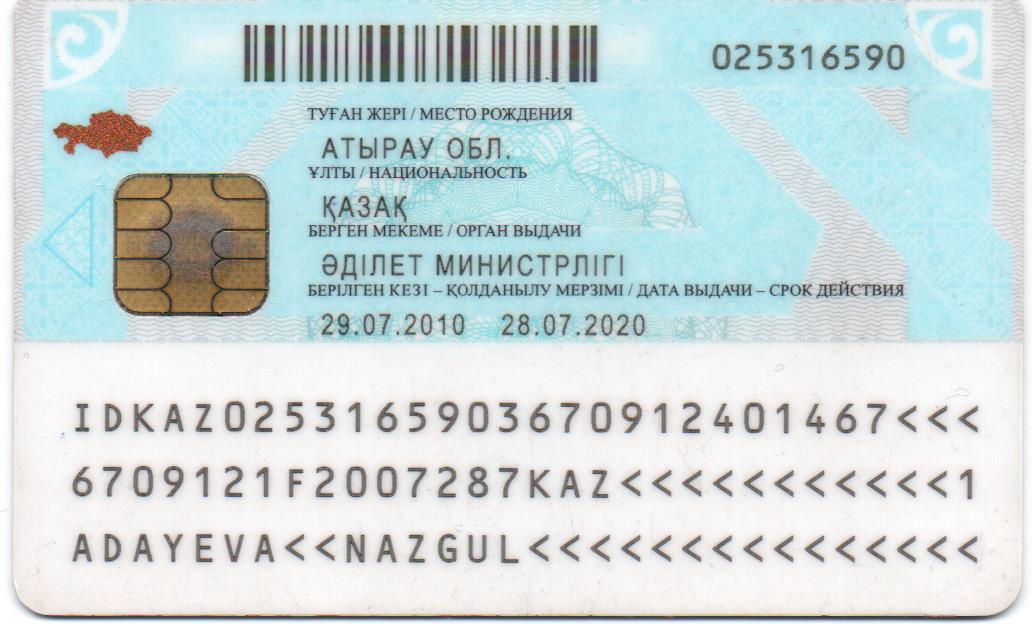 025316590
ТУҒАН ЖЕРІ / МЕСТО РОЖДЕНИЯ
АТЫРАУ ОБЛ.
ҰЛТЫ / НАЦИОНАЛЬНОСТЬ
ҚАЗАҚ
БЕРГЕН МЕКЕМЕ / ОРГАН ВЫДАЧИ
ӘДІЛЕТ МИНИСТРЛІГІ
БЕРІЛГЕН КЕЗІ – ҚОЛДАНЫЛУ МЕРЗІМІ / ДАТА ВЫДАЧИ – СРОК ДЕЙСТВИЯ
29.07.2010 28.07.2020
IDKAZ0253165903670912401467<<<
6709121F2007287KAZ<<<<<<<<<<<1
ADAYEVA<<NAZGUL<<<<<<<<<<<<<<<